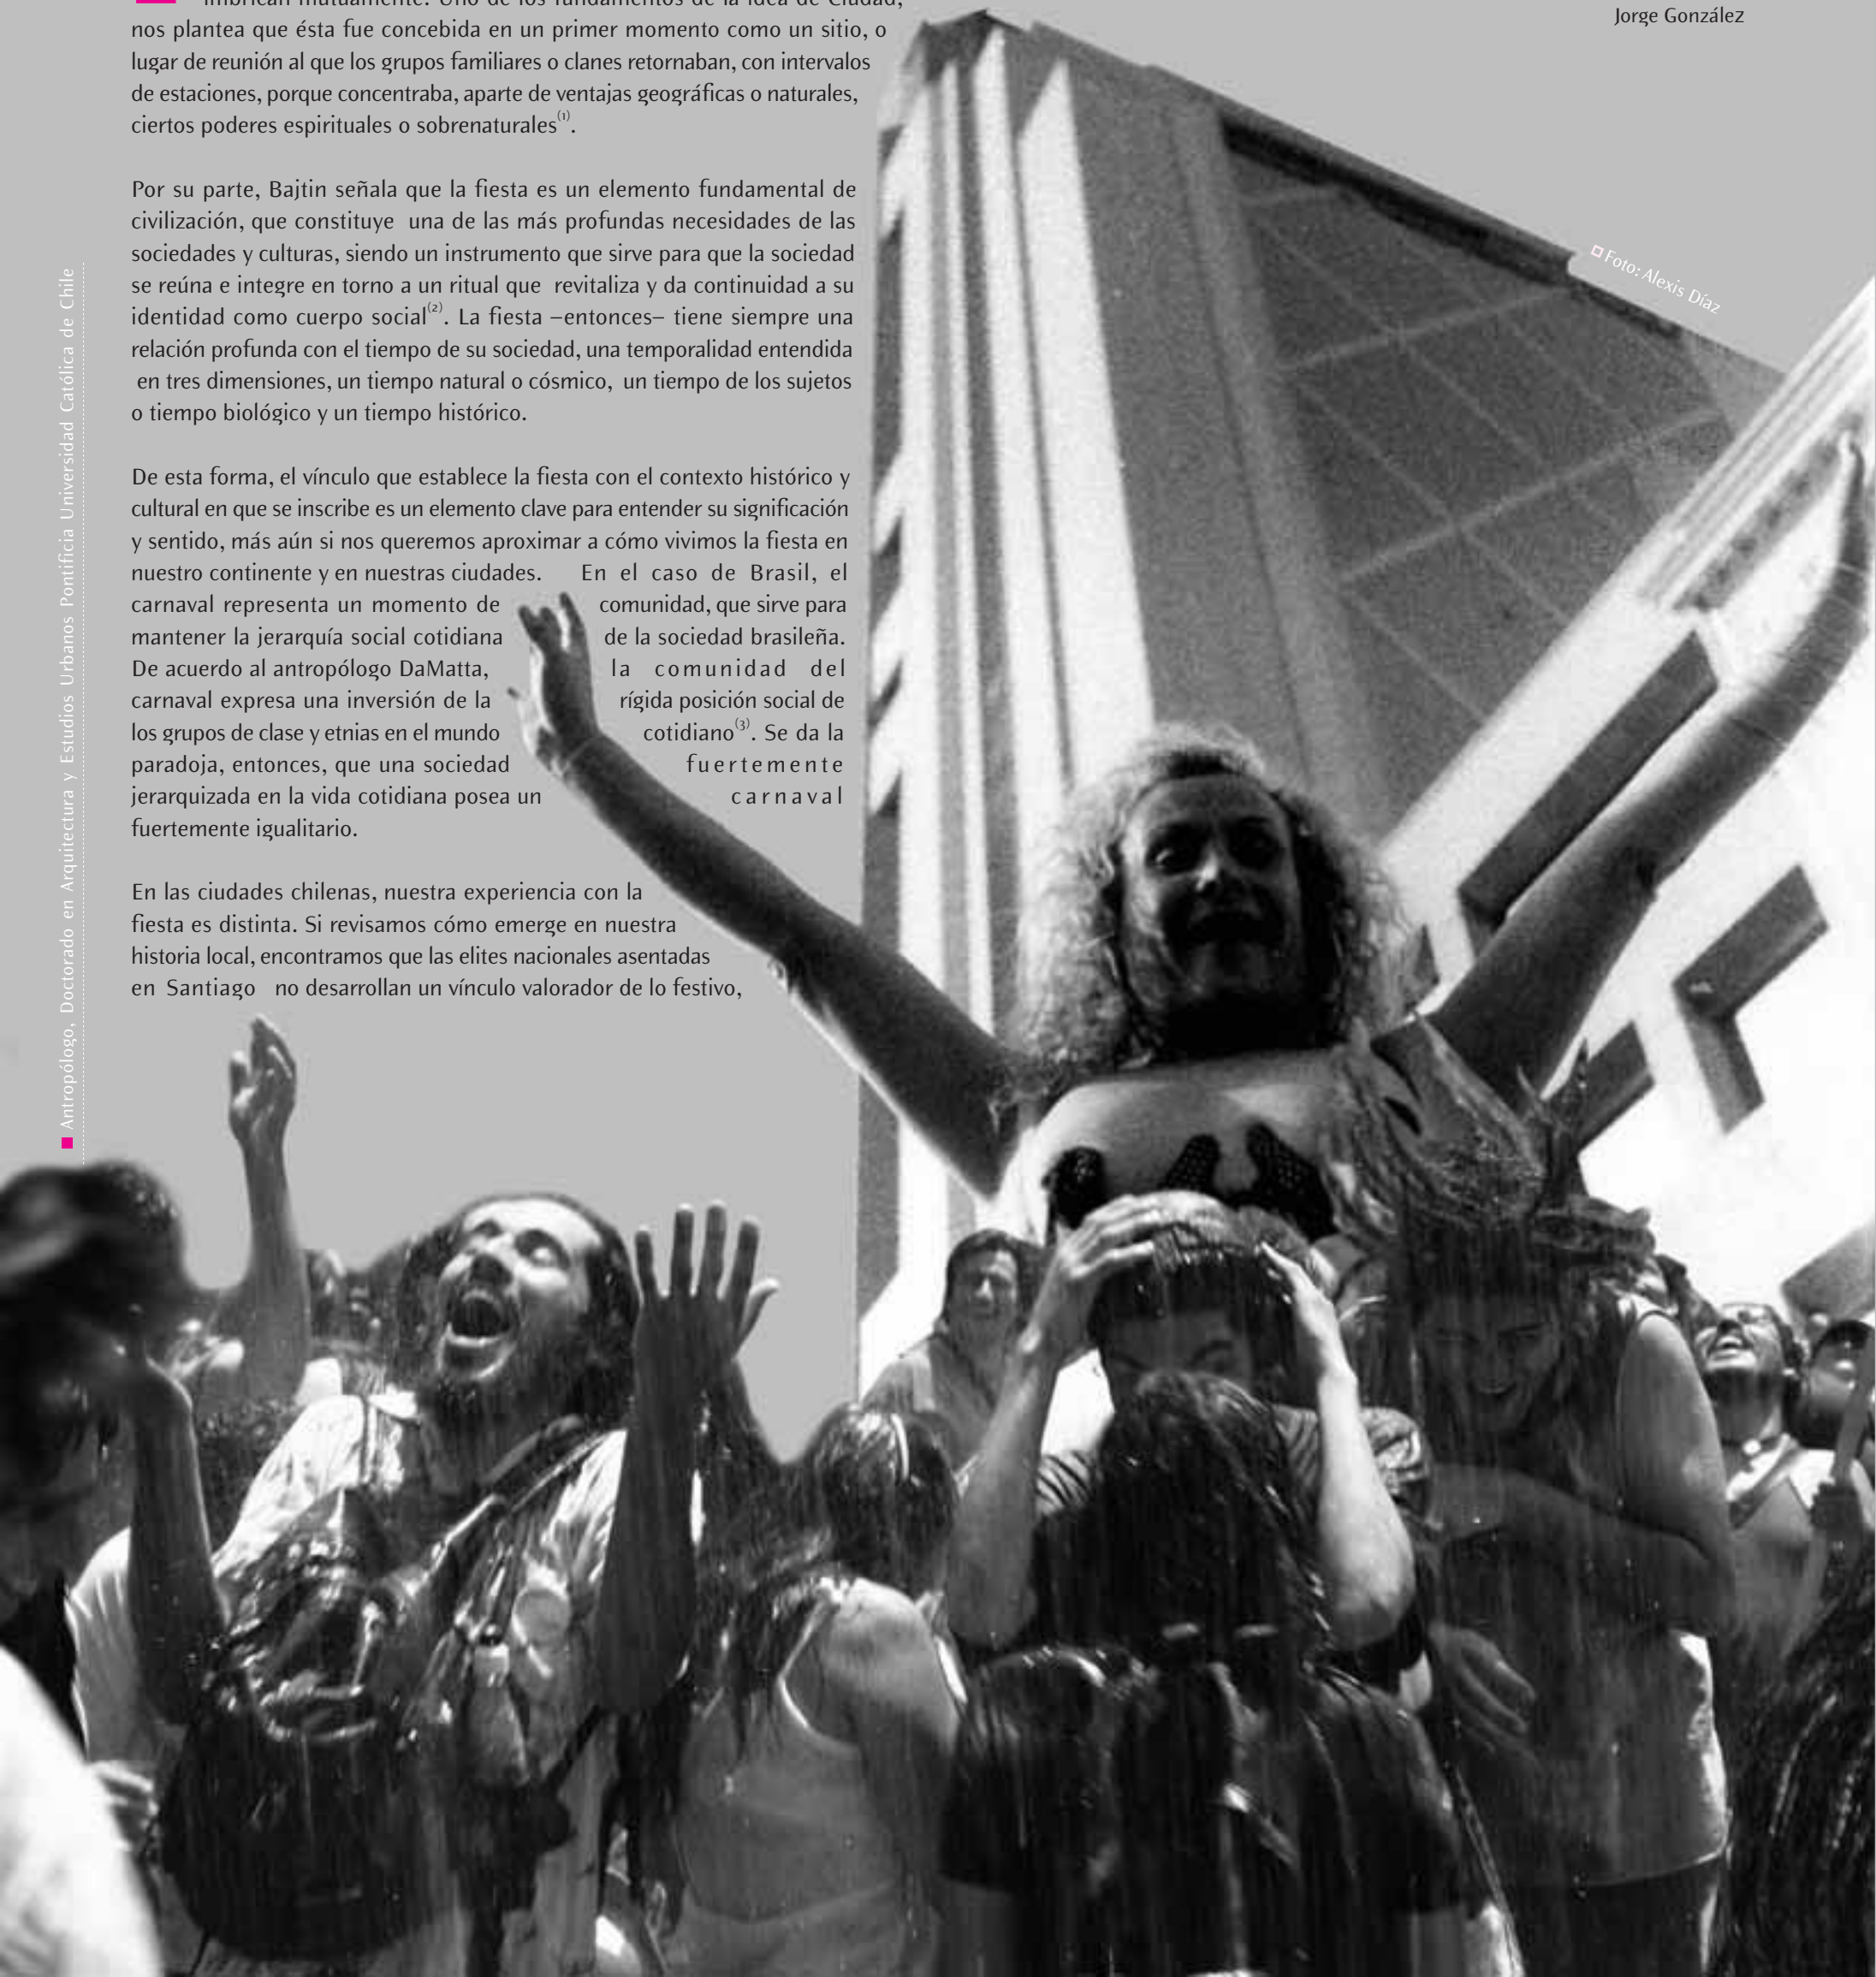 imbrican mutuamente. Uno de los fundamentos de la idea de Ciudad,
nos plantea que ésta fue concebida en un primer momento como un sitio, o
lugar de reunión al que los grupos familiares o clanes retornaban, con intervalos
de estaciones, porque concentraba, aparte de ventajas geográficas o naturales,
ciertos poderes espirituales o sobrenaturales(1).
Por su parte, Bajtin señala que la fiesta es un elemento fundamental de
civilización, que constituye una de las más profundas necesidades de las
sociedades y culturas, siendo un instrumento que sirve para que la sociedad
se reúna e integre en torno a un ritual que revitaliza y da continuidad a su
identidad como cuerpo social(2). La fiesta –entonces– tiene siempre una
relación profunda con el tiempo de su sociedad, una temporalidad entendida
en tres dimensiones, un tiempo natural o cósmico, un tiempo de los sujetos
o tiempo biológico y un tiempo histórico.
De esta forma, el vínculo que establece la fiesta con el contexto histórico y
cultural en que se inscribe es un elemento clave para entender su significación
y sentido, más aún si nos queremos aproximar a cómo vivimos la fiesta en
nuestro continente y en nuestras ciudades. En el caso de Brasil, el
carnaval representa un momento de comunidad, que sirve para
mantener la jerarquía social cotidiana de la sociedad brasileña.
De acuerdo al antropólogo DaMatta, la comunidad del
carnaval expresa una inversión de la rígida posición social de
los grupos de clase y etnias en el mundo cotidiano(3). Se da la
paradoja, entonces, que una sociedad fuertemente
jerarquizada en la vida cotidiana posea un carnaval
fuertemente igualitario.
En las ciudades chilenas, nuestra experiencia con la
fiesta es distinta. Si revisamos cómo emerge en nuestra
historia local, encontramos que las elites nacionales asentadas
en Santiago no desarrollan un vínculo valorador de lo festivo,
Jorge González
Foto: Alexis Díaz
Antropólogo, Doctorado en Arquitectura y Estudios Urbanos Pontificia Universidad Católica de Chile